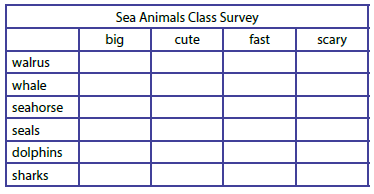 Sea Animals Class Survey
big cute fast scary
walrus
whale
seahorse
seals
dolphins
sharks